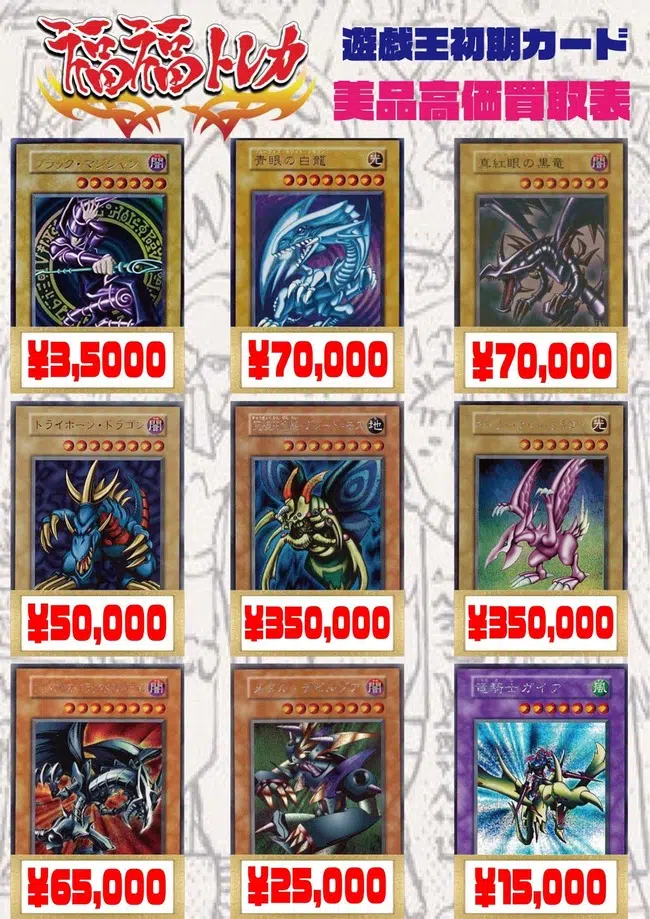 福福トレカ
遊戯王初期カード
美品高価買取表
ブラック・マジシャン 闇
青眼の白龍 光
真紅眼の黒竜 闇
¥3,5000
¥70,000
¥70,000
トライホーン・ドラゴン 闇
地
光
¥50,000
¥350,000
¥350,000
闇
メタル・デビルゾア 闇
竜騎士ガイア 風
¥65,000
¥25,000
¥15,000